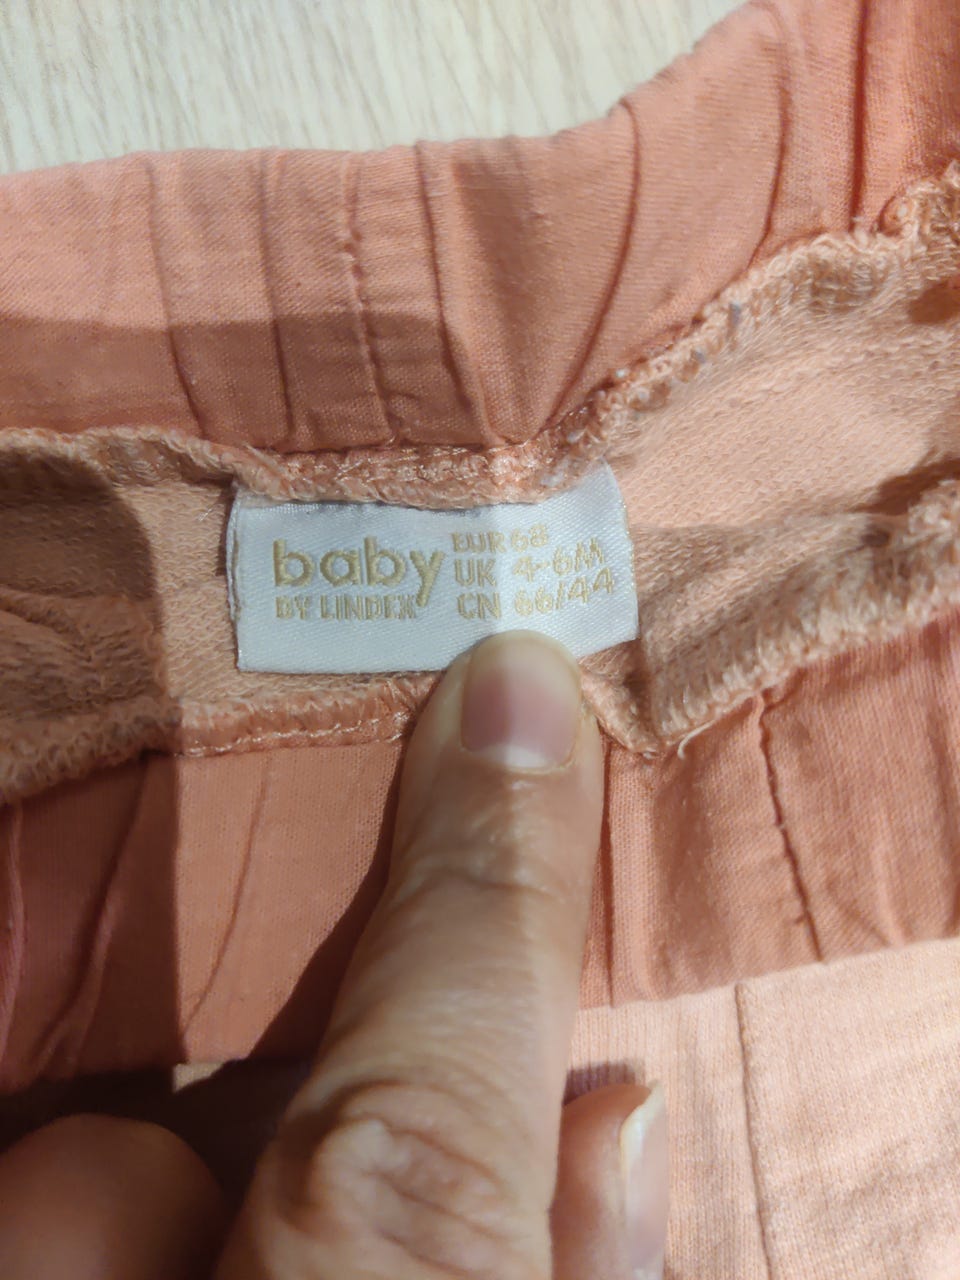 baby
BY LINDEX
EUR 68
UK 4-6M
CN 66/44